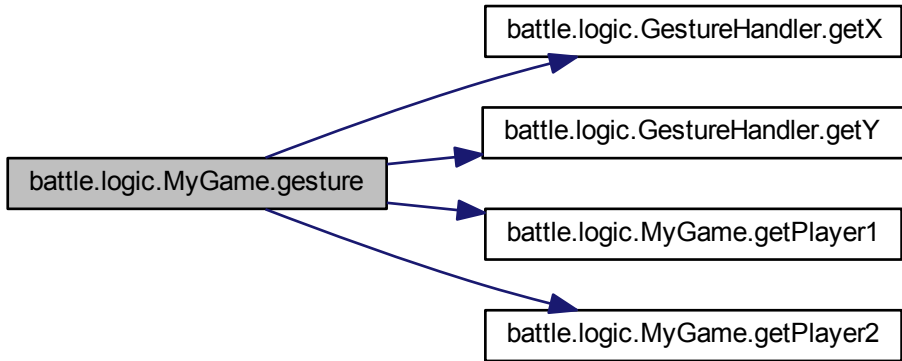 battle.logic.GestureHandler.getX
battle.logic.GestureHandler.getY
battle.logic.MyGame.gesture
battle.logic.MyGame.getPlayer1
battle.logic.MyGame.getPlayer2